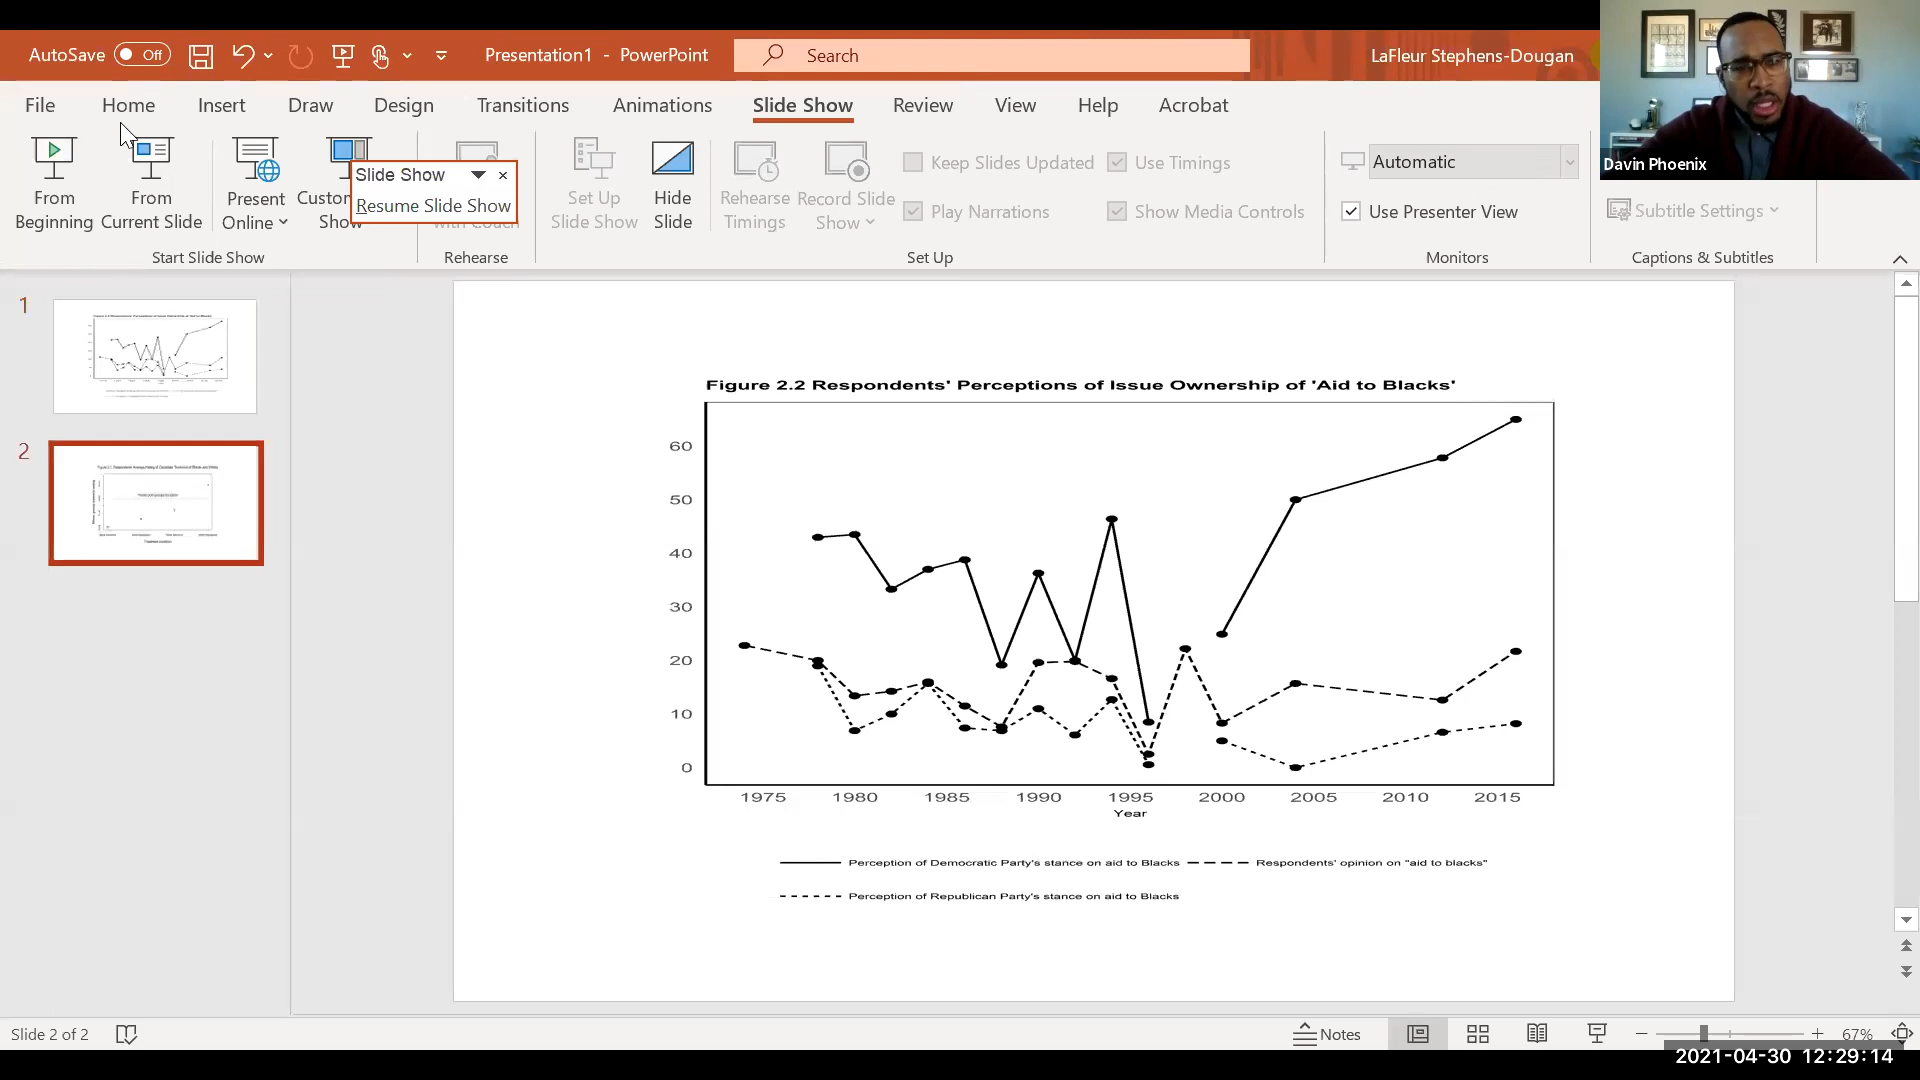 AutoSave Off Presentation1 - PowerPoint Search LaFleur Stephens-Dougan
File Home Insert Draw Design Transitions Animations Slide Show Review View Help Acrobat
Davin Phoenix
From Beginning
From Current Slide
Present Online
Custom
Show
Slide Show
Resume Slide Show
with Coach
Set Up Slide Show
Hide Slide
Rehearse Timings
Record Slide Show
Keep Slides Updated
Play Narrations
Use Timings
Show Media Controls
Automatic
Use Presenter View
Subtitle Settings
Start Slide Show Rehearse Set Up Monitors Captions & Subtitles
1
2
Figure 2.2 Respondents' Perceptions of Issue Ownership of 'Aid to Blacks'
60
50
40
30
20
10
0
1975 1980 1985 1990 1995 2000 2005 2010 2015
Year
Perception of Democratic Party's stance on aid to Blacks Respondents' opinion on "aid to blacks"
Perception of Republican Party's stance on aid to Blacks
Slide 2 of 2 Notes 67%
2021-04-30 12:29:14